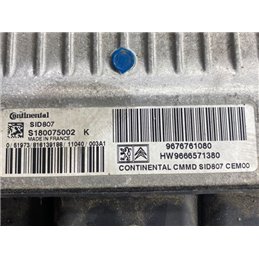 Continental
SID807
S180075002 K
MADE IN FRANCE
9676761080
HW9666571380
CONTINENTAL CMMD SID807 CEM00